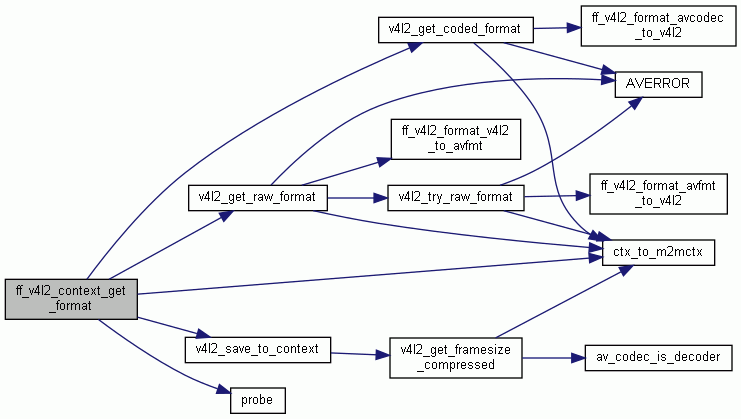 v4l2_get_coded_format
ff_v4l2_format_avcodec
_to_v4l2
AVERROR
ff_v4l2_format_v4l2
_to_avfmt
v4l2_get_raw_format
v4l2_try_raw_format
ff_v4l2_format_avfmt
_to_v4l2
ctx_to_m2mctx
ff_v4l2_context_get
_format
v4l2_save_to_context
v4l2_get_framesize
_compressed
av_codec_is_decoder
probe